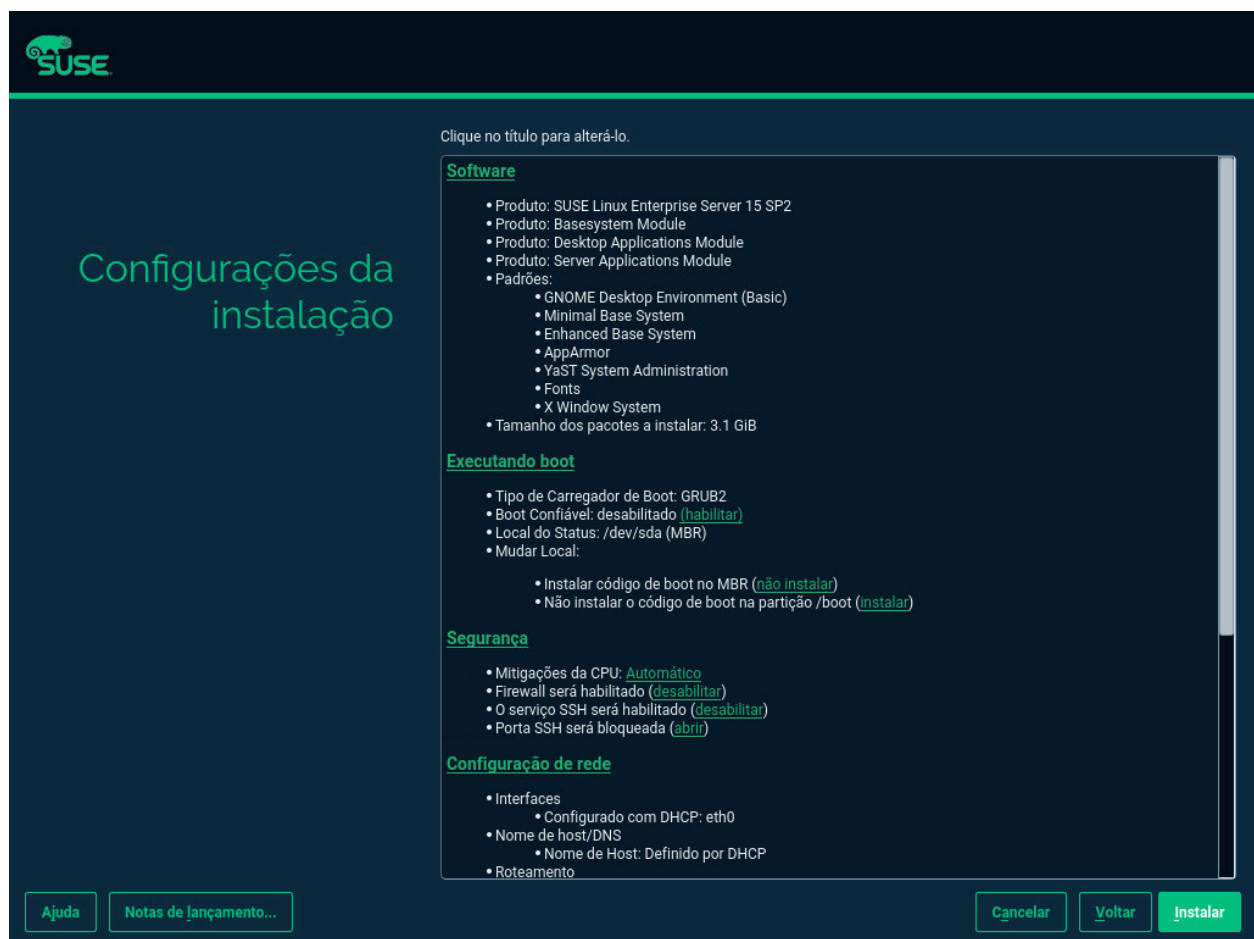 SUSE
Clique no título para alterá-lo.
Configurações da
instalação
Software
• Produto: SUSE Linux Enterprise Server 15 SP2
• Produto: Basesystem Module
• Produto: Desktop Applications Module
• Produto: Server Applications Module
• Padrões:
• GNOME Desktop Environment (Basic)
• Minimal Base System
• Enhanced Base System
• AppArmor
• YaST System Administration
• Fonts
• X Window System
• Tamanho dos pacotes a instalar: 3.1 GiB
Executando boot
• Tipo de Carregador de Boot: GRUB2
• Boot Confiável: desabilitado (habilitar)
• Local do Status: /dev/sda (MBR)
• Mudar Local:
• Instalar código de boot no MBR (não instalar)
• Não instalar o código de boot na partição /boot (instalar)
Segurança
• Mitigações da CPU: Automático
• Firewall será habilitado (desabilitar)
• O serviço SSH será habilitado (desabilitar)
• Porta SSH será bloqueada (abrir)
Configuração de rede
• Interfaces
• Configurado com DHCP: eth0
• Nome de host/DNS
• Nome de Host: Definido por DHCP
• Roteamento
Ajuda
Notas de lançamento...
Cancelar
Voltar
Instalar